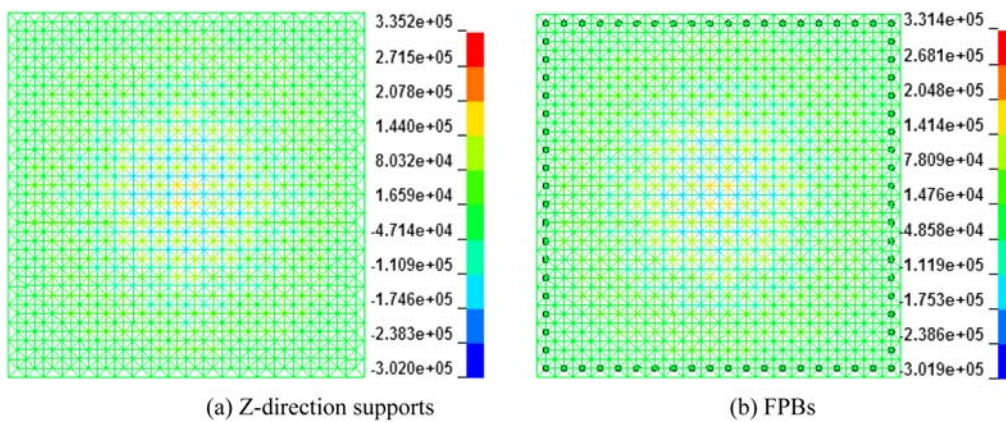 3.352e+05
2.715e+05
2.078e+05
1.440e+05
8.032e+04
1.659e+04
-4.714e+04
-1.109e+05
-1.746e+05
-2.383e+05
-3.020e+05
(a) Z-direction supports
3.314e+05
2.681e+05
2.048e+05
1.414e+05
7.809e+04
1.476e+04
-4.858e+04
-1.119e+05
-1.753e+05
-2.386e+05
-3.019e+05
(b) FPBs